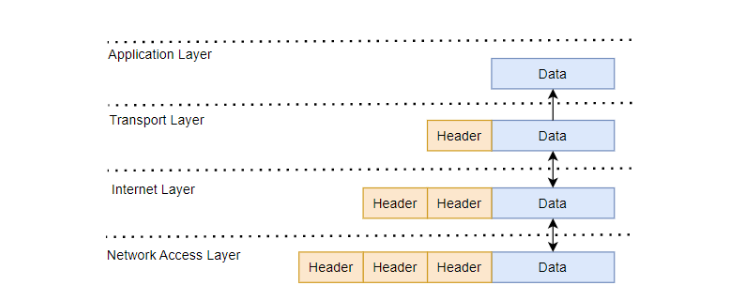 Application Layer
Data
Transport Layer
Header Data
Internet Layer
Header Header Data
Network Access Layer
Header Header Header Data